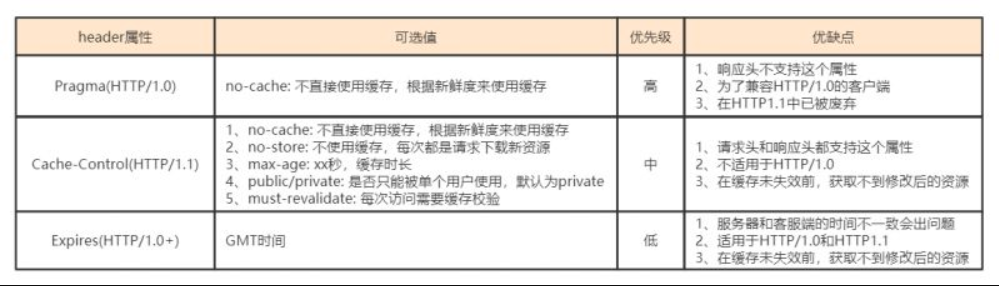 header属性 可选值 优先级 优缺点
Pragma(HTTP/1.0)
no-cache: 不直接使用缓存，根据新鲜度来使用缓存
高
1、响应头不支持这个属性
2、为了兼容HTTP/1.0的客户端
3、在HTTP1.1中已被废弃
Cache-Control(HTTP/1.1)
1、no-cache: 不直接使用缓存，根据新鲜度来使用缓存
2、no-store: 不使用缓存，每次都是请求下载新资源
3、max-age: xx秒，缓存时长
4、public/private: 是否只能被单个用户使用，默认为private
5、must-revalidate: 每次访问需要缓存校验
中
1、请求头和响应头都支持这个属性
2、不适用于HTTP/1.0
3、在缓存未失效前，获取不到修改后的资源
Expires(HTTP/1.0+)
GMT时间
低
1、服务器和客服端的时间不一致会出问题
2、适用于HTTP/1.0和HTTP1.1
3、在缓存未失效前，获取不到修改后的资源